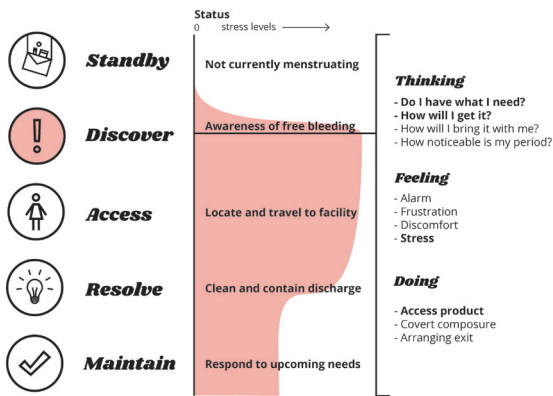 Status
0 stress levels
Standby
Not currently menstruating
Discover
Awareness of free bleeding
Access
Locate and travel to facility
Resolve
Clean and contain discharge
Maintain
Respond to upcoming needs
Thinking
- Do I have what I need?
- How will I get it?
- How will I bring it with me?
- How noticeable is my period?
Feeling
- Alarm
- Frustration
- Discomfort
- Stress
Doing
- Access product
- Covert composure
- Arranging exit